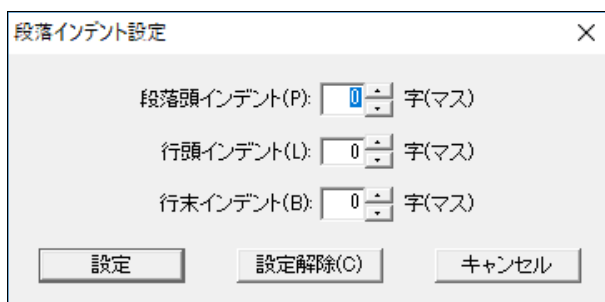 段落インデント設定
段落頭インデント(P): 0 字(マス)
行頭インデント(L): 0 字(マス)
行末インデント(B): 0 字(マス)
設定 設定解除(C) キャンセル